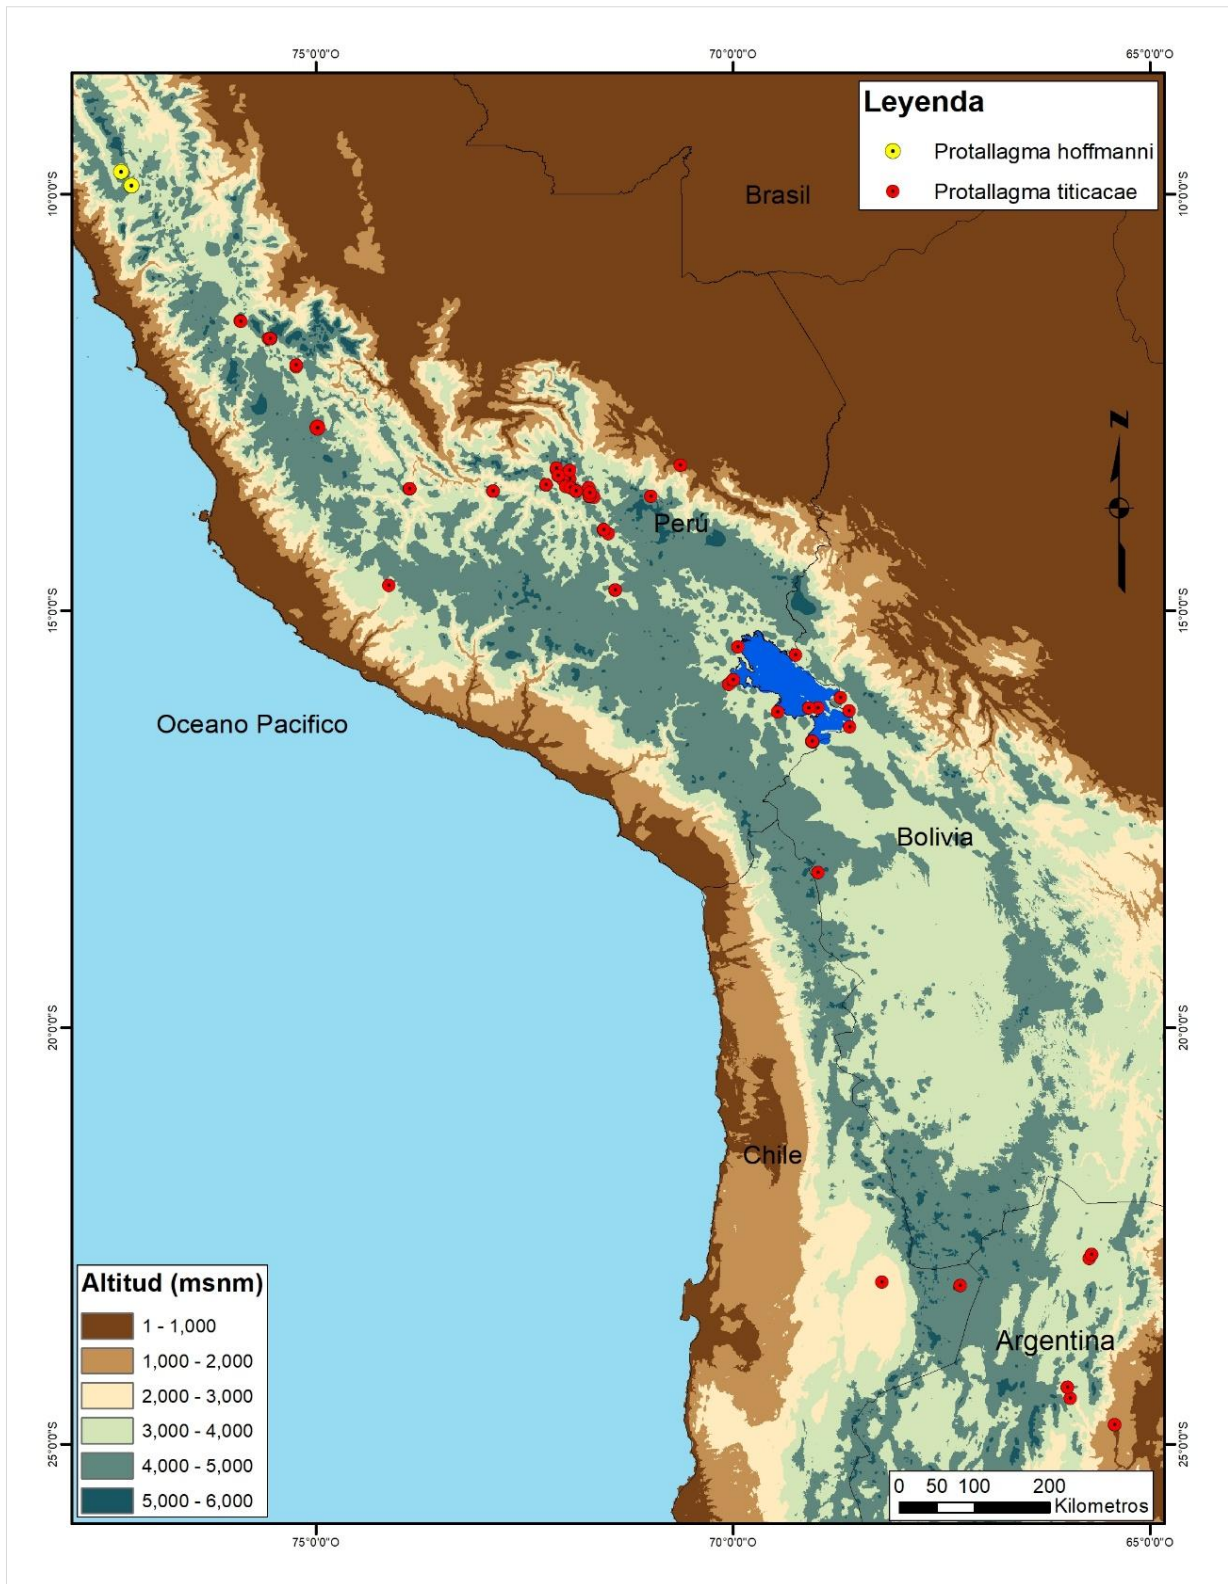 75°0'0"O 70°0'0"O 65°0'0"O
Leyenda
Protallagma hoffmanni
Protallagma titicacae
10°0'0"S 10°0'0"S
Brasil
N
Perú
15°0'0"S 15°0'0"S
Oceano Pacifico
Bolivia
20°0'0"S 20°0'0"S
Chile
Altitud (msnm)
1 - 1,000
1,000 - 2,000
2,000 - 3,000
3,000 - 4,000
4,000 - 5,000
5,000 - 6,000
Argentina
25°0'0"S 25°0'0"S
0 50 100 200
Kilometros
75°0'0"O 70°0'0"O 65°0'0"O